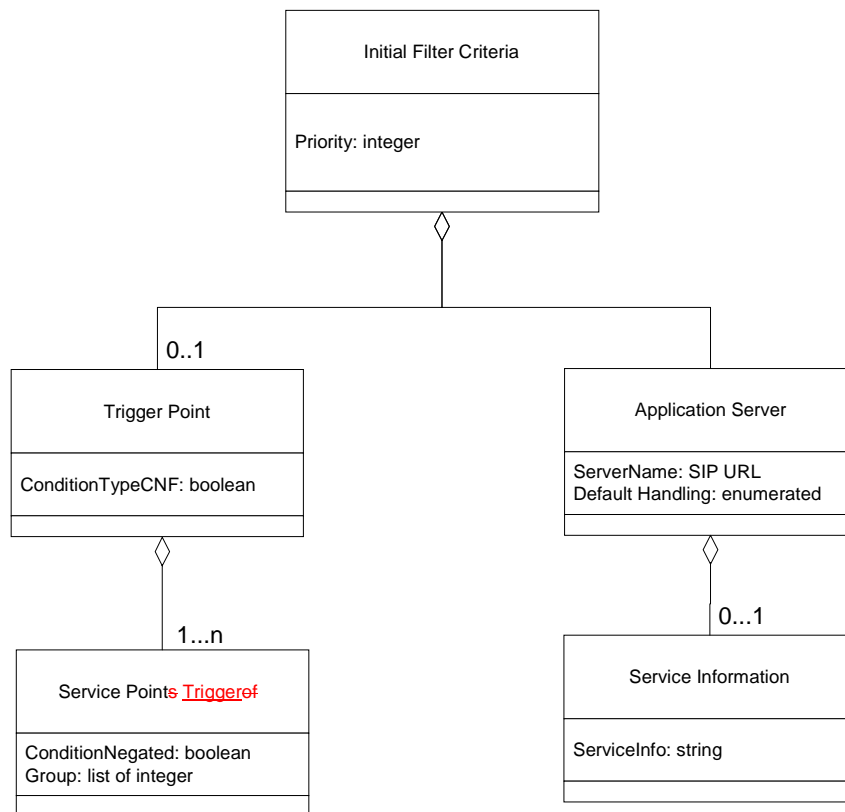 Initial Filter Criteria
Priority: integer
0..1
Trigger Point
ConditionTypeCNF: boolean
Application Server
ServerName: SIP URL
Default Handling: enumerated
1...n
0...1
Service Points Triggerof
ConditionNegated: boolean
Group: list of integer
Service Information
ServiceInfo: string